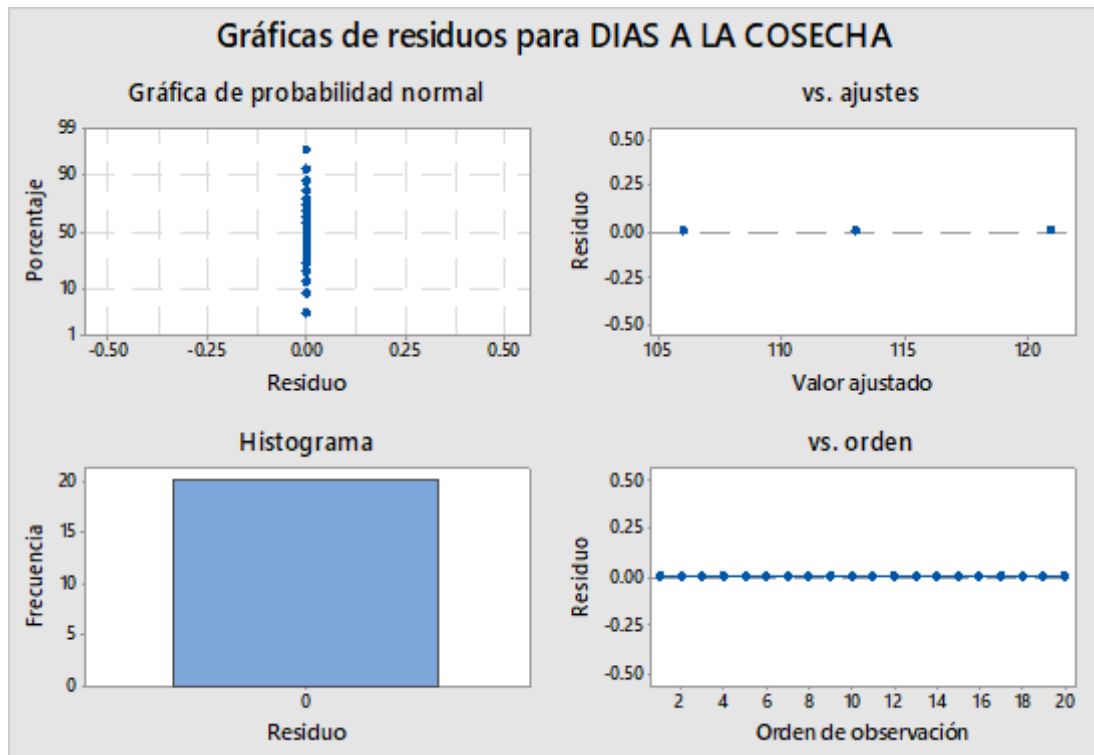 Gráficas de residuos para DIAS A LA COSECHA
Gráfica de probabilidad normal
99
90
50
10
1
Porcentaje
-0.50 -0.25 0.00 0.25 0.50
Residuo
vs. ajustes
0.50
0.25
0.00
-0.25
-0.50
Residuo
105 110 115 120
Valor ajustado
Histograma
20
15
10
5
0
Frecuencia
0
Residuo
vs. orden
0.50
0.25
0.00
-0.25
-0.50
Residuo
2 4 6 8 10 12 14 16 18 20
Orden de observación